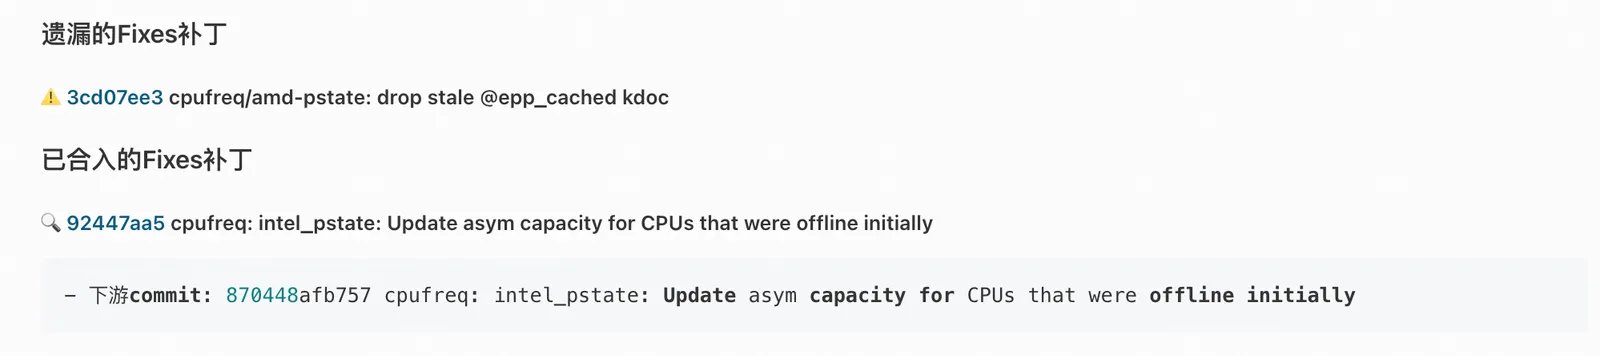 遗漏的Fixes补丁
⚠️ 3cd07ee3 cpufreq/amd-pstate: drop stale @epp_cached kdoc
已合入的Fixes补丁
🔍 92447aa5 cpufreq: intel_pstate: Update asym capacity for CPUs that were offline initially
- 下游commit: 870448afb757 cpufreq: intel_pstate: Update asym capacity for CPUs that were offline initially